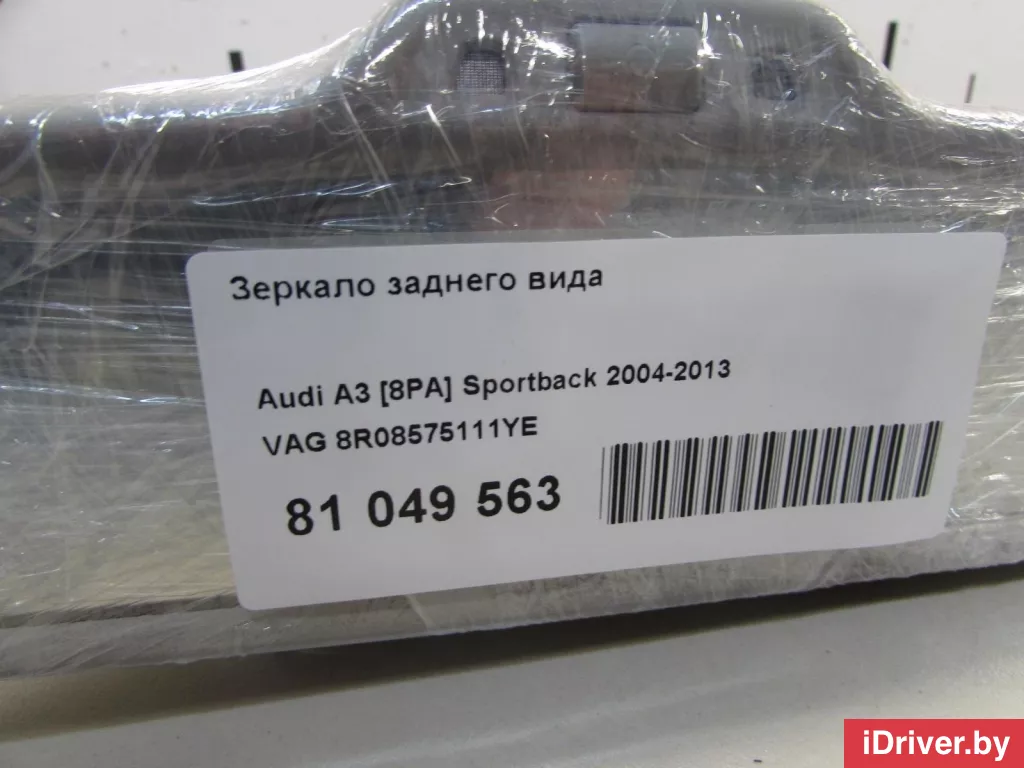 Зеркало заднего вида
Audi A3 [8PA] Sportback 2004-2013
VAG 8R08575111YE
81 049 563
iDriver.by